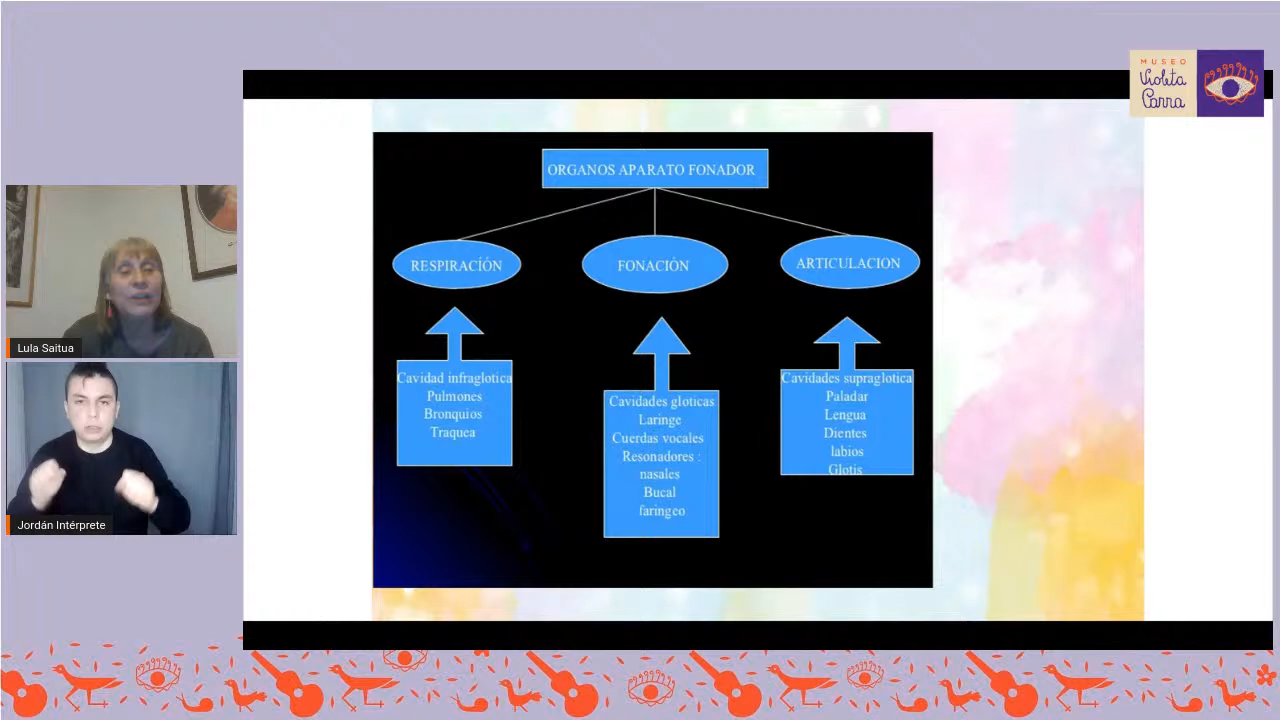 MUSEO
Violeta
Parra
ORGANOS APARATO FONADOR
RESPIRACÍÓN
FONACIÓN
ARTICULACION
Cavidad infraglotica
Pulmones
Bronquios
Traquea
Cavidades gloticas
Laringe
Cuerdas vocales
Resonadores :
nasales
Bucal
faringeo
Cavidades supraglotica
Paladar
Lengua
Dientes
labios
Glotis
Lula Saitua
Jordán Intérprete